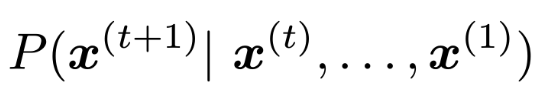 P(x^{(t+1)}| x^{(t)}, . . . , x^{(1)})